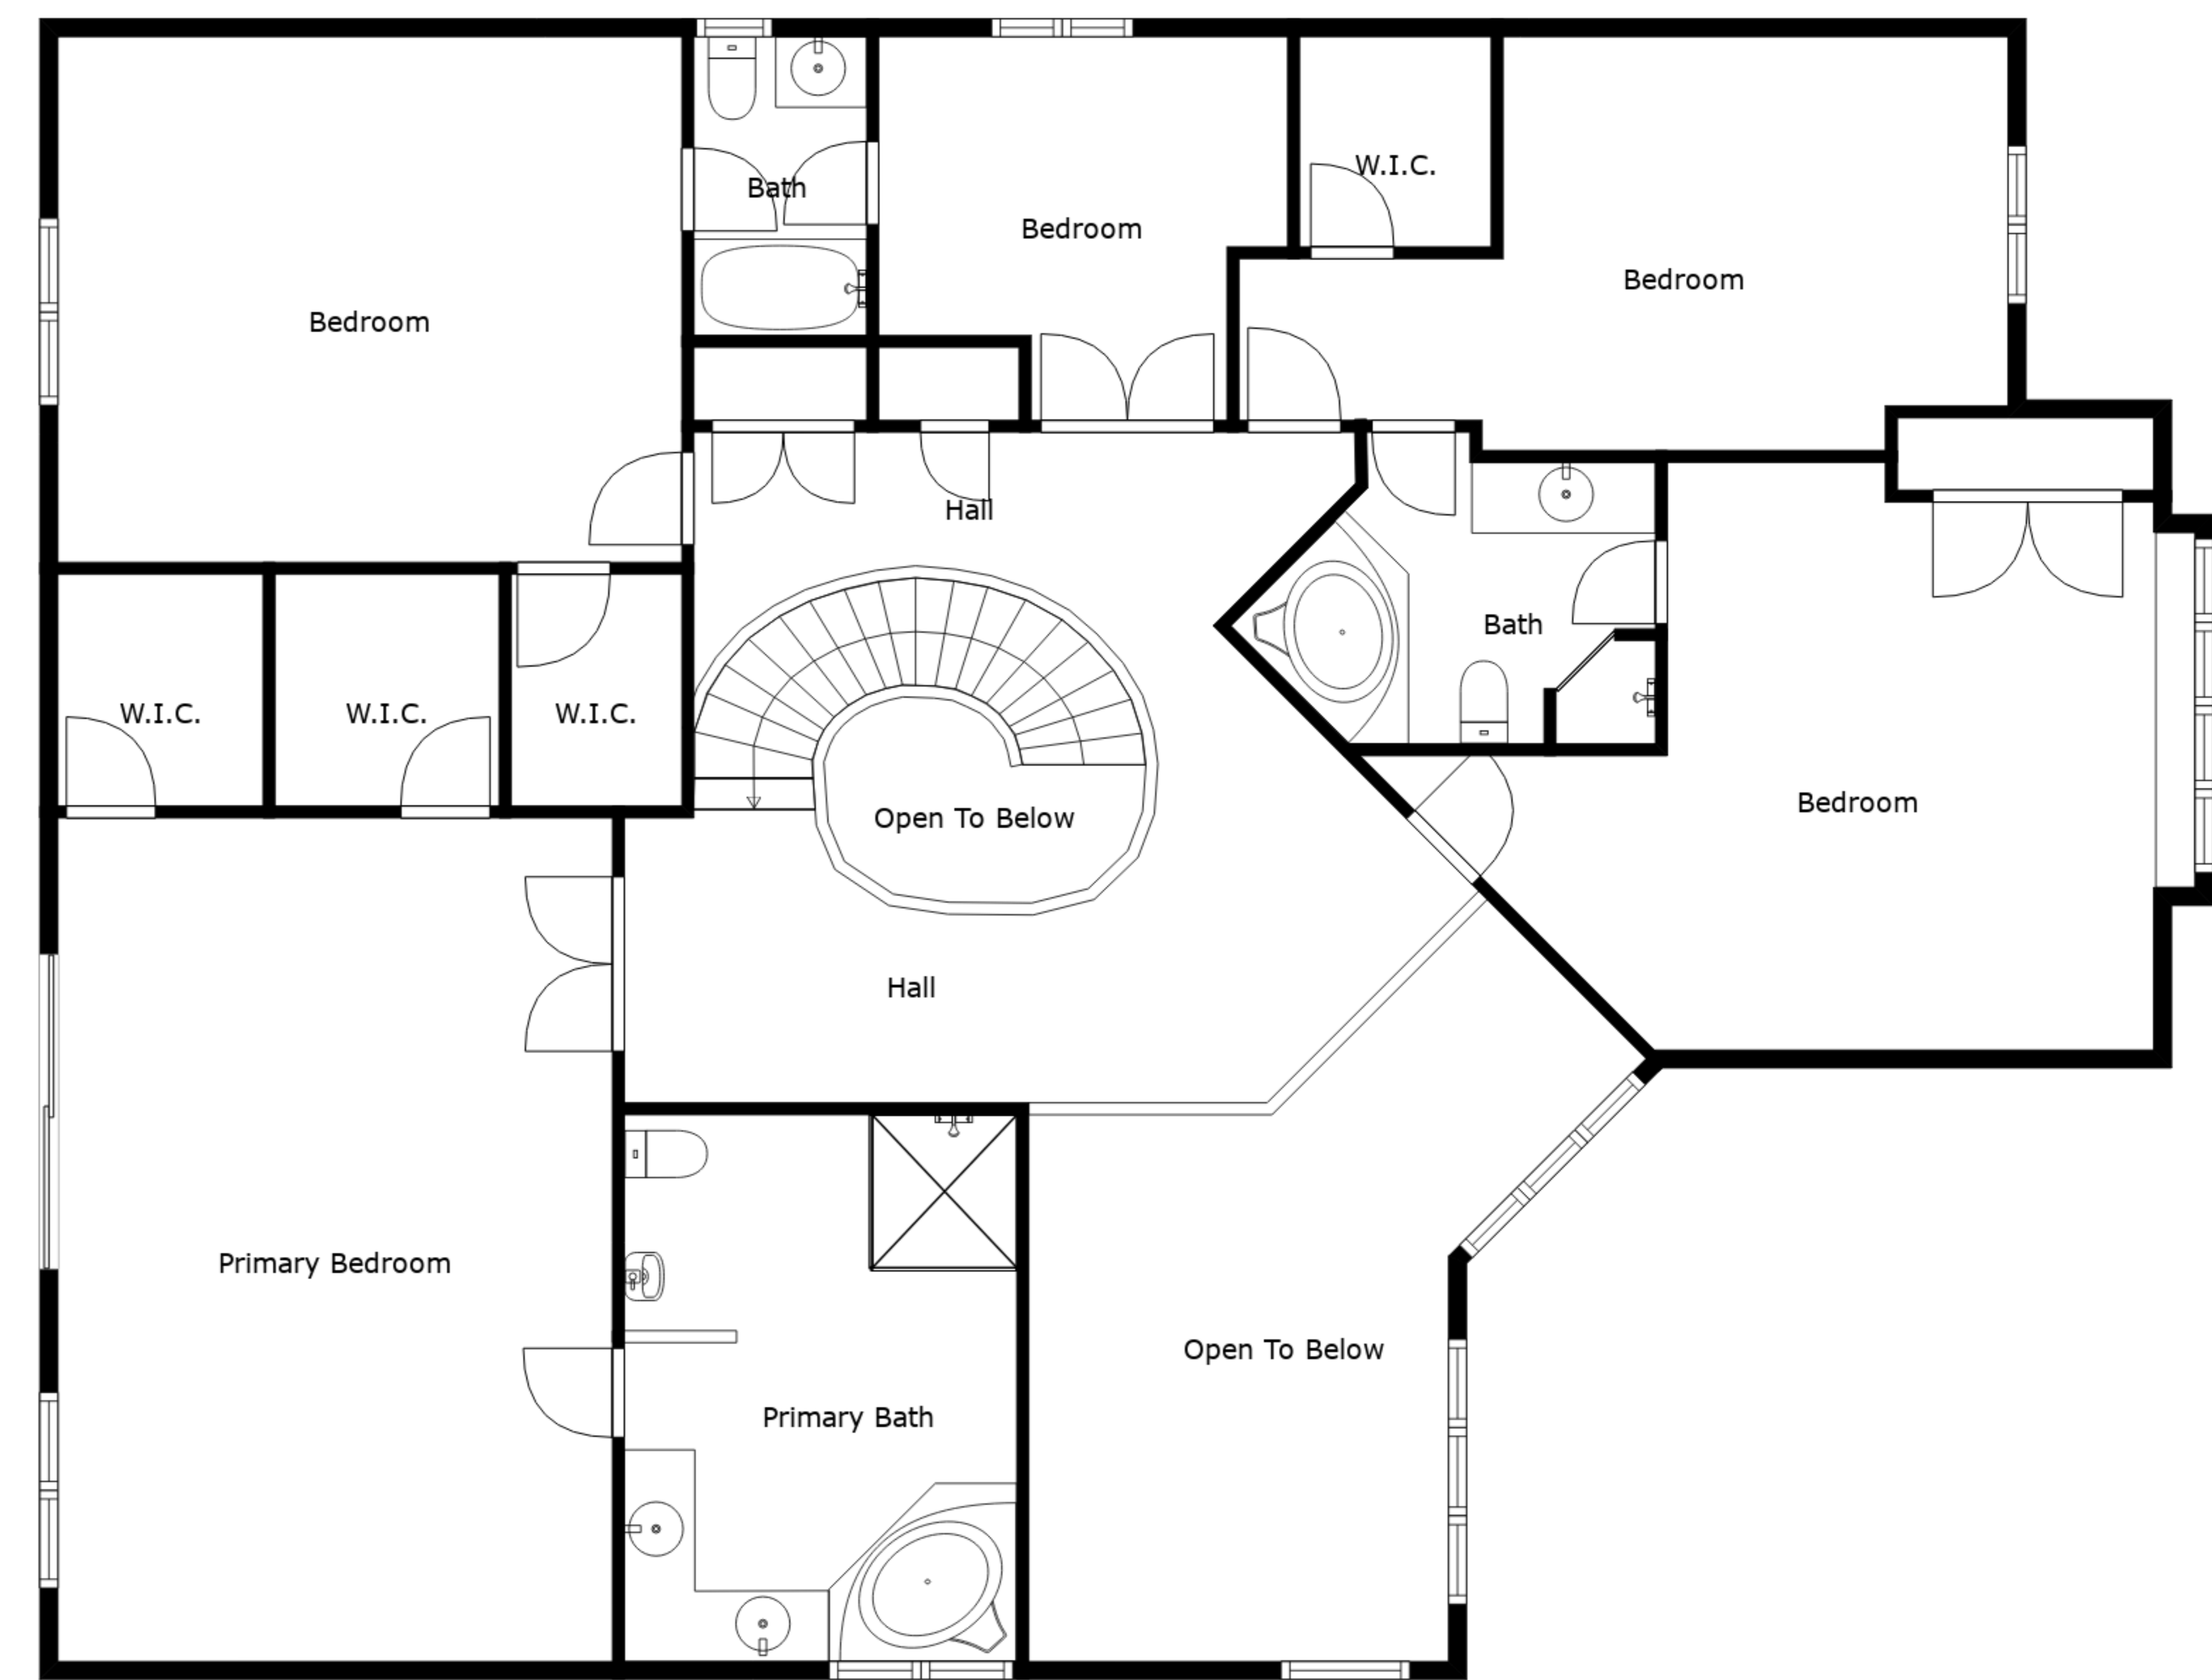 W.I.C.
Bath
Bedroom
Bedroom
Bedroom
Hall
Bath
W.I.C.
W.I.C.
W.I.C.
Bedroom
Open To Below
Hall
Primary Bedroom
Open To Below
Primary Bath